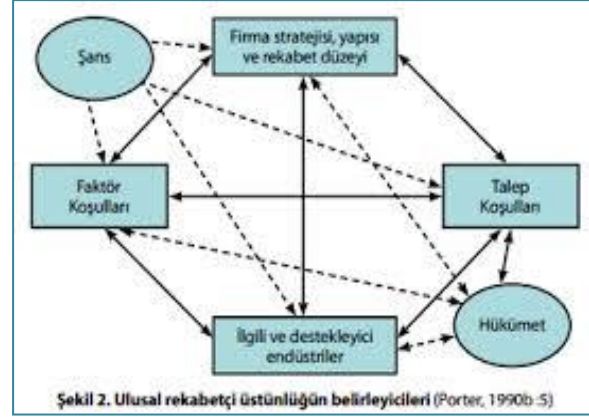 Şans
Firma stratejisi, yapısı
ve rekabet düzeyi
Faktör
Koşulları
Talep
Koşulları
İlgili ve destekleyici
endüstriler
Hükümet
Şekil 2. Ulusal rekabetçi üstünlüğün belirleyicileri (Porter, 1990b:5)